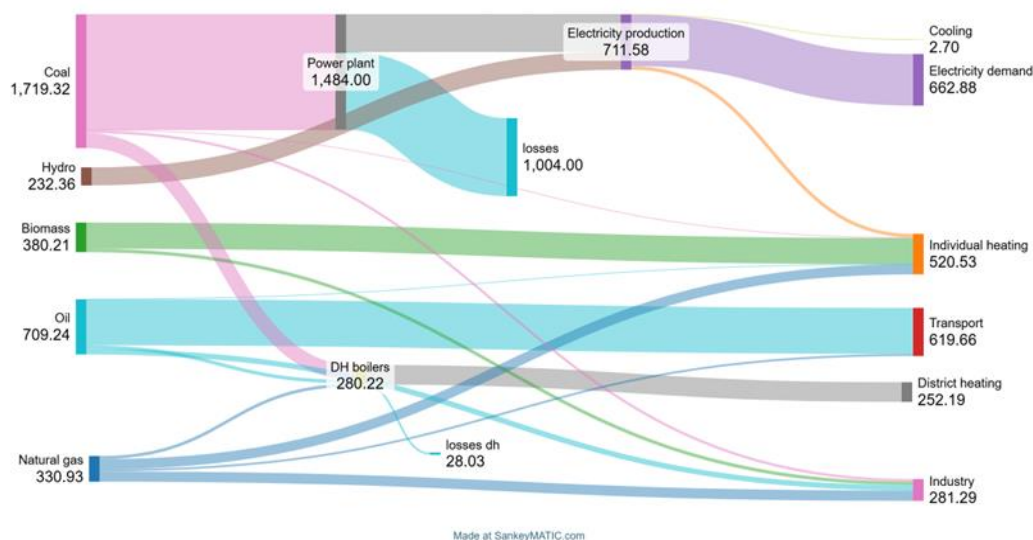 Coal
1,719.32
Hydro
232.36
Biomass
380.21
Oil
709.24
Natural gas
330.93
Power plant
1,484.00
DH boilers
280.22
losses
1,004.00
losses dh
28.03
Electricity production
711.58
Cooling
2.70
Electricity demand
662.88
Individual heating
520.53
Transport
619.66
District heating
252.19
Industry
281.29
Made at SankeyMATIC.com